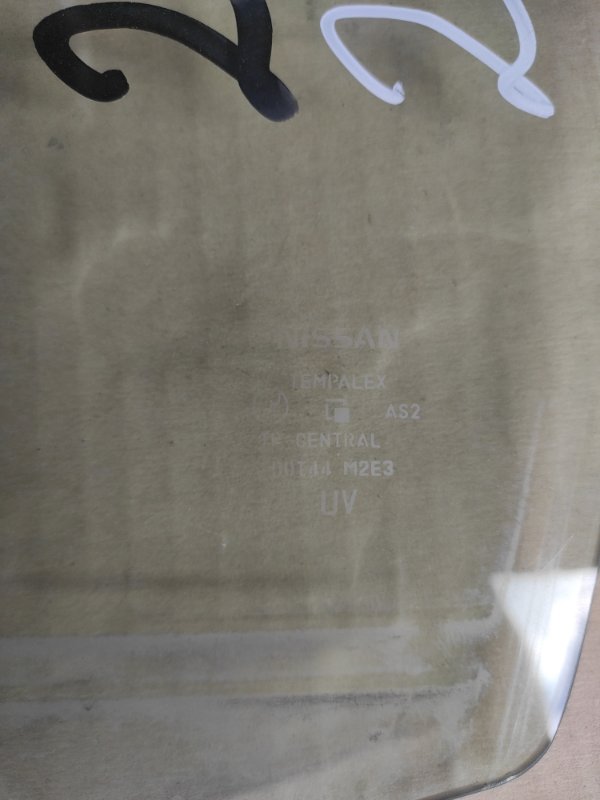 NISSAN
TEMPALEX
AS2
CENTRAL
M2E3
UV